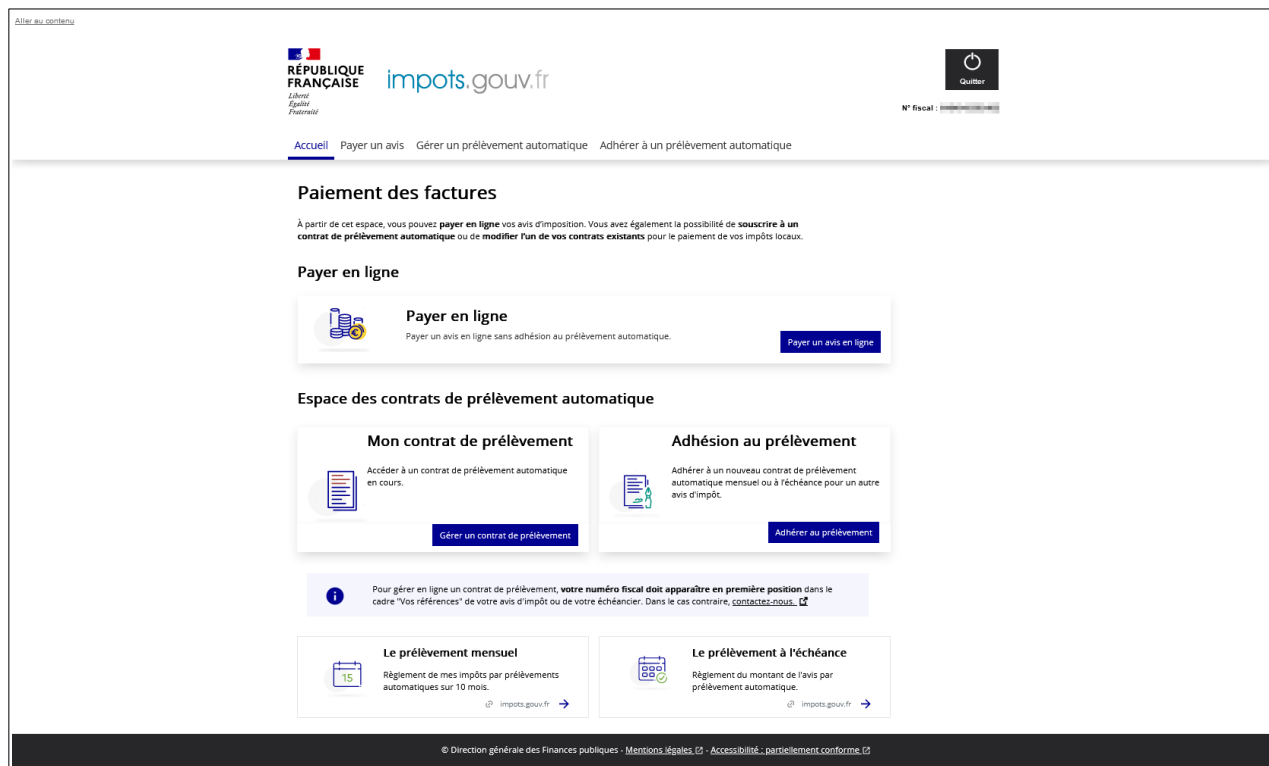 Aller au contenu
RÉPUBLIQUE
FRANÇAISE
Liberté
Égalité
Fraternité
impots.gouv.fr
Quitter
N° fiscal :
Accueil Payer un avis Gérer un prélèvement automatique Adhérer à un prélèvement automatique
Paiement des factures
À partir de cet espace, vous pouvez payer en ligne vos avis d'imposition. Vous avez également la possibilité de souscrire à un
contrat de prélèvement automatique ou de modifier l'un de vos contrats existants pour le paiement de vos impôts locaux.
Payer en ligne
Payer en ligne
Payer un avis en ligne sans adhésion au prélèvement automatique.
Payer un avis en ligne
Espace des contrats de prélèvement automatique
Mon contrat de prélèvement
Accéder à un contrat de prélèvement automatique
en cours.
Gérer un contrat de prélèvement
Adhésion au prélèvement
Adhérer à un nouveau contrat de prélèvement
automatique mensuel ou à l'échéance pour un autre
avis d'impôt.
Adhérer au prélèvement
Pour gérer en ligne un contrat de prélèvement, votre numéro fiscal doit apparaître en première position dans le
cadre "Vos références" de votre avis d'impôt ou de votre échéancier. Dans le cas contraire, contactez-nous.
15
Le prélèvement mensuel
Règlement de mes impôts par prélèvements
automatiques sur 10 mois.
impots.gouv.fr
Le prélèvement à l'échéance
Règlement du montant de l'avis par
prélèvement automatique.
impots.gouv.fr
© Direction générale des Finances publiques - Mentions légales - Accessibilité : partiellement conforme